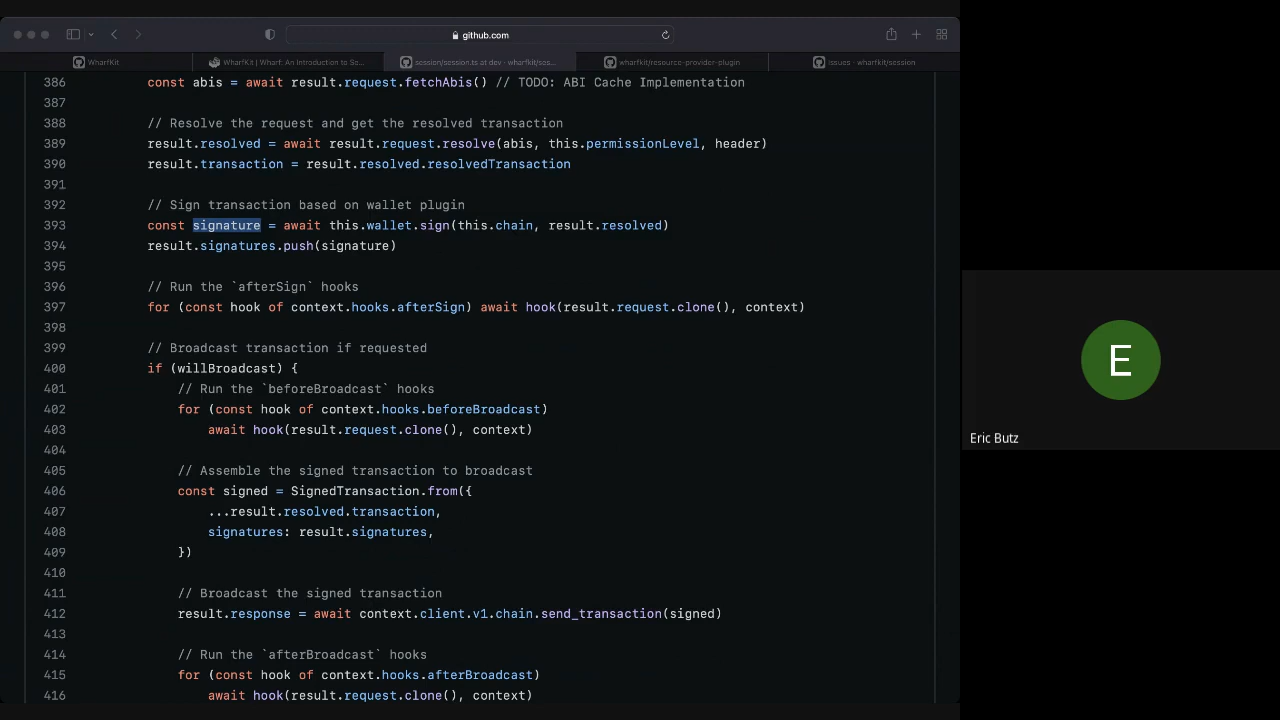 github.com
WharfKit
WharfKit | Wharf: An Introduction to Se...
session/session.ts at dev · wharfkit/ses...
wharfkit/resource-provider-plugin
Issues · wharfkit/session
386 const abis = await result.request.fetchAbis() // TODO: ABI Cache Implementation
387
388 // Resolve the request and get the resolved transaction
389 result.resolved = await result.request.resolve(abis, this.permissionLevel, header)
390 result.transaction = result.resolved.resolvedTransaction
391
392 // Sign transaction based on wallet plugin
393 const signature = await this.wallet.sign(this.chain, result.resolved)
394 result.signatures.push(signature)
395
396 // Run the `afterSign` hooks
397 for (const hook of context.hooks.afterSign) await hook(result.request.clone(), context)
398
399 // Broadcast transaction if requested
400 if (willBroadcast) {
401 // Run the `beforeBroadcast` hooks
402 for (const hook of context.hooks.beforeBroadcast)
403 await hook(result.request.clone(), context)
404
405 // Assemble the signed transaction to broadcast
406 const signed = SignedTransaction.from({
407 ...result.resolved.transaction,
408 signatures: result.signatures,
409 })
410
411 // Broadcast the signed transaction
412 result.response = await context.client.v1.chain.send_transaction(signed)
413
414 // Run the `afterBroadcast` hooks
415 for (const hook of context.hooks.afterBroadcast)
416 await hook(result.request.clone(), context)
E
Eric Butz